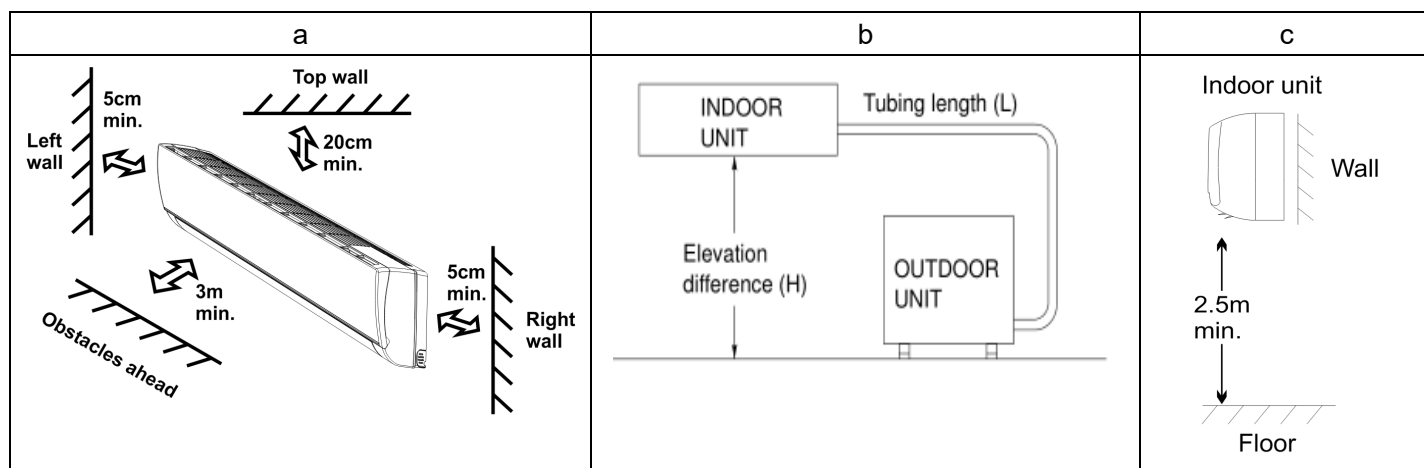 a
b
c
Top wall
5cm
min.
Left
wall
20cm
min.
3m
min.
Obstacles ahead
5cm
min.
Right
wall
INDOOR
UNIT
Tubing length (L)
Elevation
difference (H)
OUTDOOR
UNIT
Indoor unit
Wall
2.5m
min.
Floor